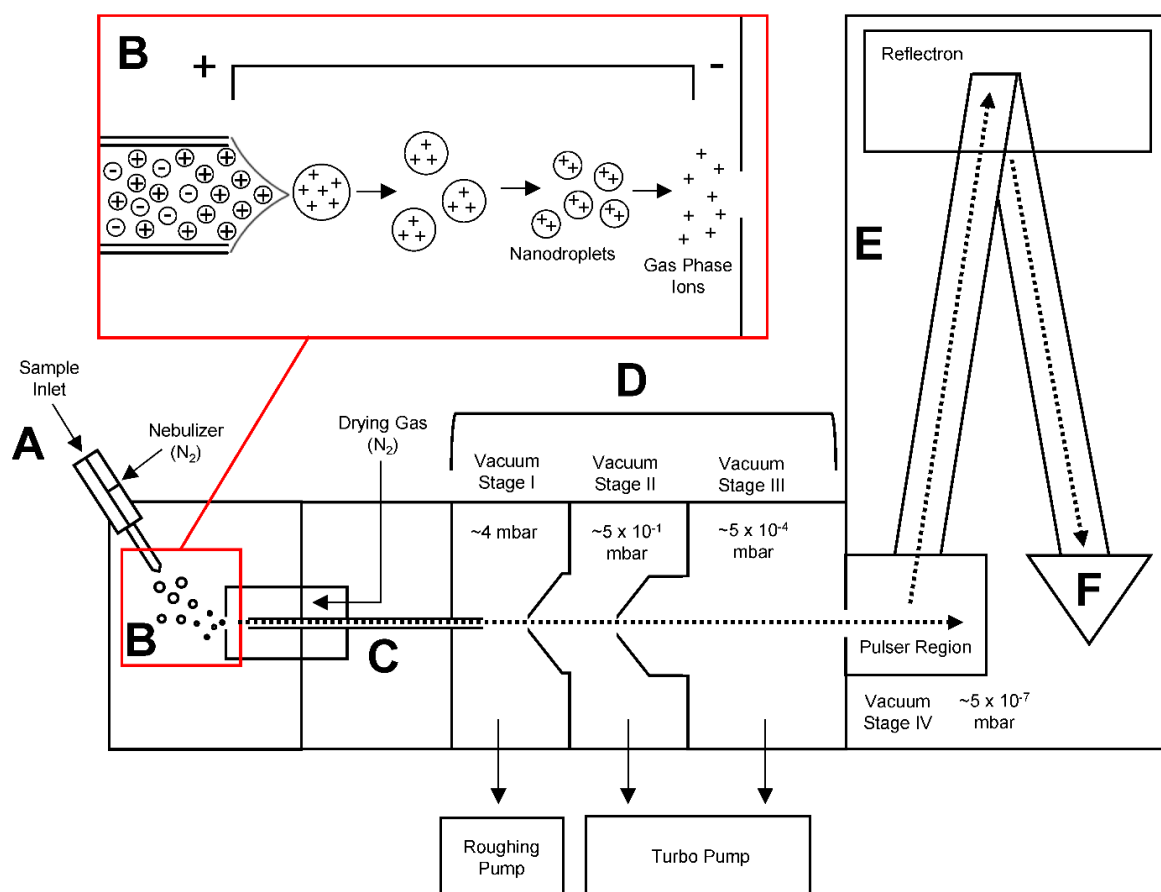 B
+
-
Nanodroplets
Gas Phase
Ions
Reflectron
E
Sample
Inlet
A
Nebulizer
(N₂)
Drying Gas
(N₂)
D
Vacuum
Stage I
Vacuum
Stage II
Vacuum
Stage III
~4 mbar
~5 x 10⁻¹
mbar
~5 x 10⁻⁴
mbar
B
C
F
Pulser Region
Vacuum
Stage IV
~5 x 10⁻⁷
mbar
Roughing
Pump
Turbo Pump